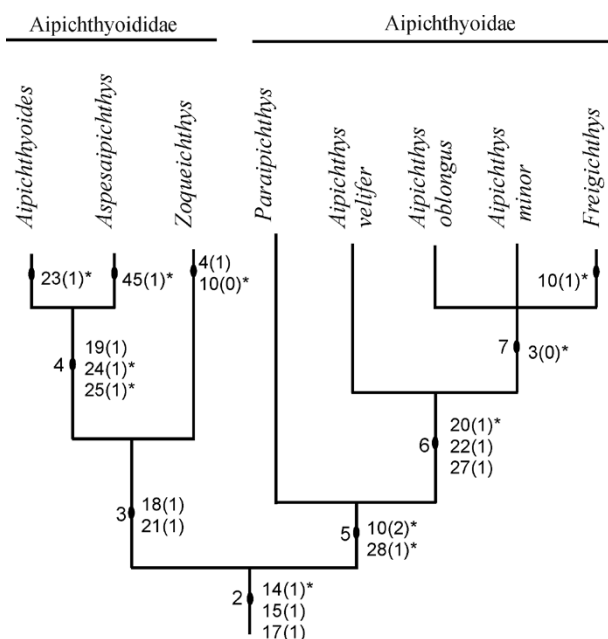 Aipichthyoididae
Aipichthyoidae
Aipichthyoides
Aspesaipichthys
Zoqueichthys
Paraipichthys
Aipichthys
velifer
Aipichthys
oblongus
Aipichthys
minor
Freigichthys
23(1)*
45(1)*
4(1)
10(0)*
10(1)*
7
3(0)*
4
19(1)
24(1)*
25(1)*
6
20(1)*
22(1)
27(1)
3
18(1)
21(1)
5
10(2)*
28(1)*
2
14(1)*
15(1)
17(1)